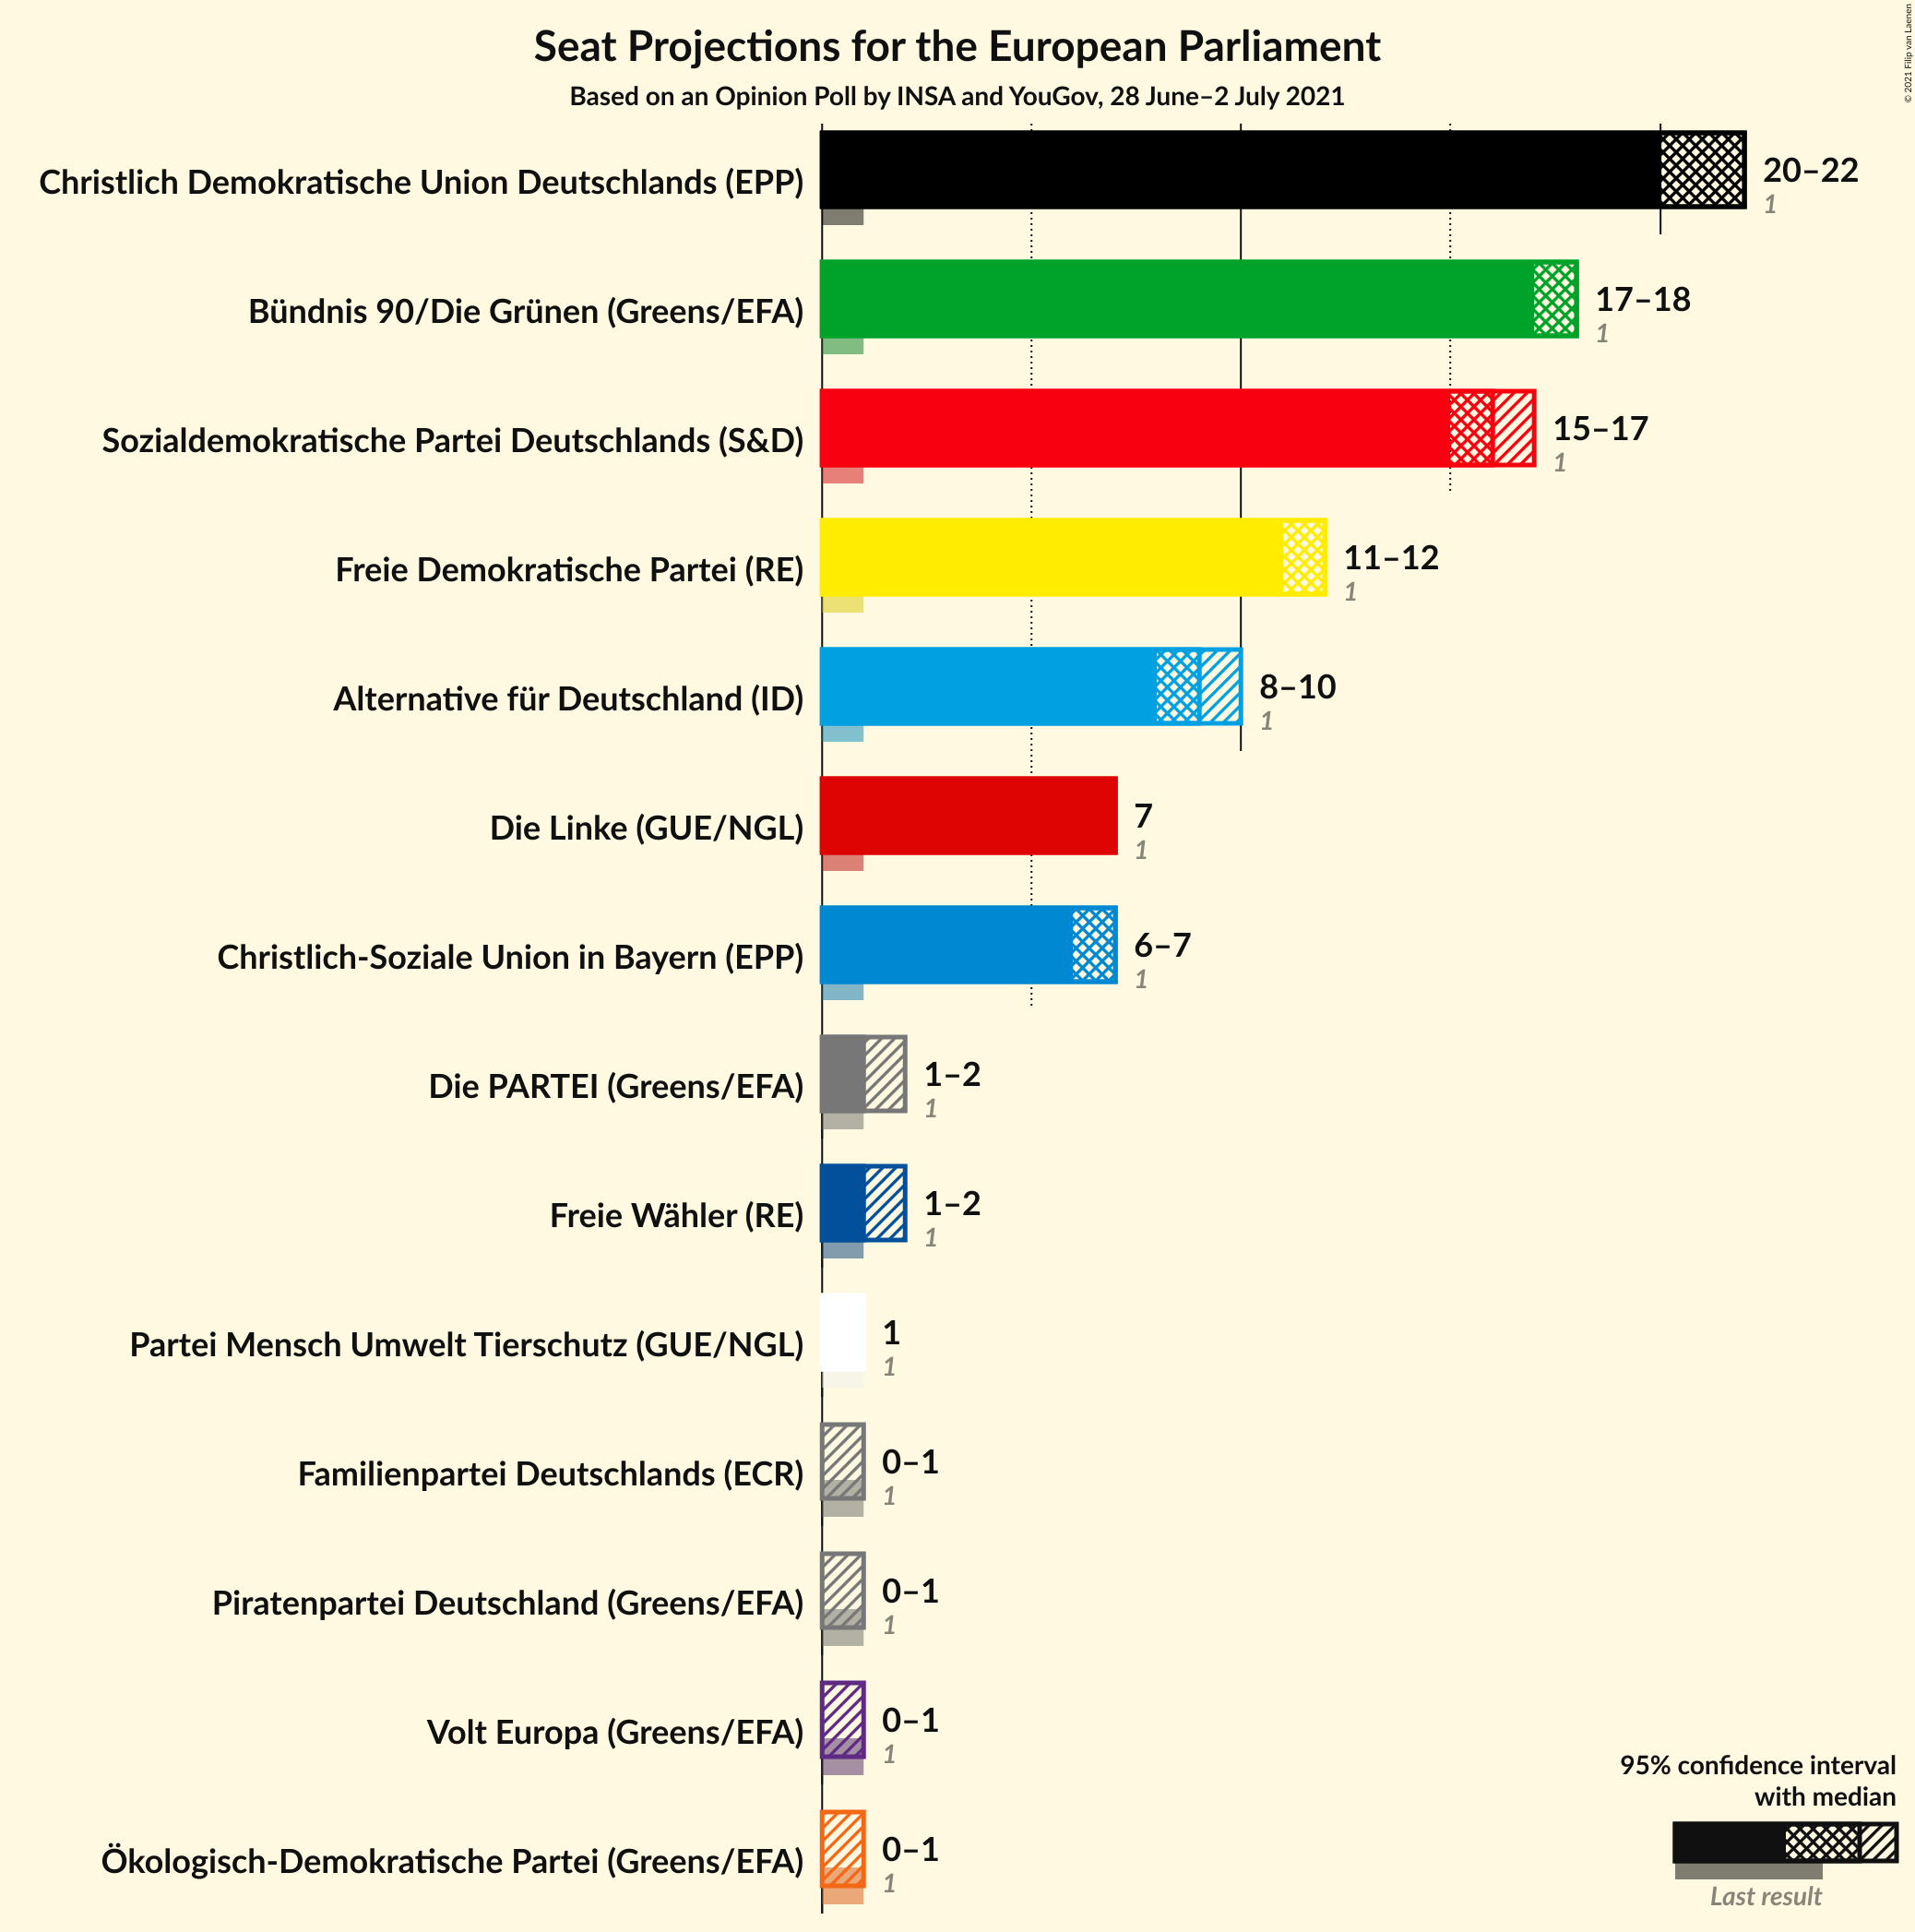 Seat Projections for the European Parliament
Based on an Opinion Poll by INSA and YouGov, 28 June–2 July 2021
© 2021 Filip van Laenen
Christlich Demokratische Union Deutschlands (EPP)
20–22
1
Bündnis 90/Die Grünen (Greens/EFA)
17–18
1
Sozialdemokratische Partei Deutschlands (S&D)
15–17
1
Freie Demokratische Partei (RE)
11–12
1
Alternative für Deutschland (ID)
8–10
1
Die Linke (GUE/NGL)
7
1
Christlich-Soziale Union in Bayern (EPP)
6–7
1
Die PARTEI (Greens/EFA)
1–2
1
Freie Wähler (RE)
1–2
1
Partei Mensch Umwelt Tierschutz (GUE/NGL)
1
1
Familienpartei Deutschlands (ECR)
0–1
1
Piratenpartei Deutschland (Greens/EFA)
0–1
1
Volt Europa (Greens/EFA)
0–1
1
Ökologisch-Demokratische Partei (Greens/EFA)
0–1
1
95% confidence interval
with median
Last result